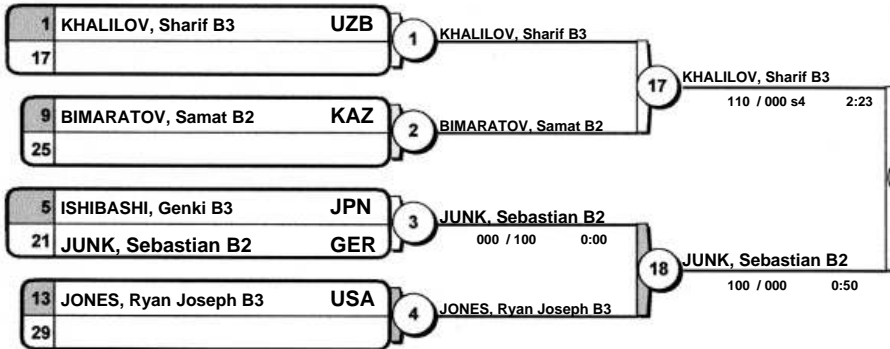 1 KHALILOV, Sharif B3 UZB
17
1
KHALILOV, Sharif B3
9 BIMARATOV, Samat B2 KAZ
25
2
BIMARATOV, Samat B2
17
KHALILOV, Sharif B3
110 / 000 s4 2:23
5 ISHIBASHI, Genki B3 JPN
21 JUNK, Sebastian B2 GER
3
JUNK, Sebastian B2
000 / 100 0:00
13 JONES, Ryan Joseph B3 USA
29
4
JONES, Ryan Joseph B3
18
JUNK, Sebastian B2
100 / 000 0:50